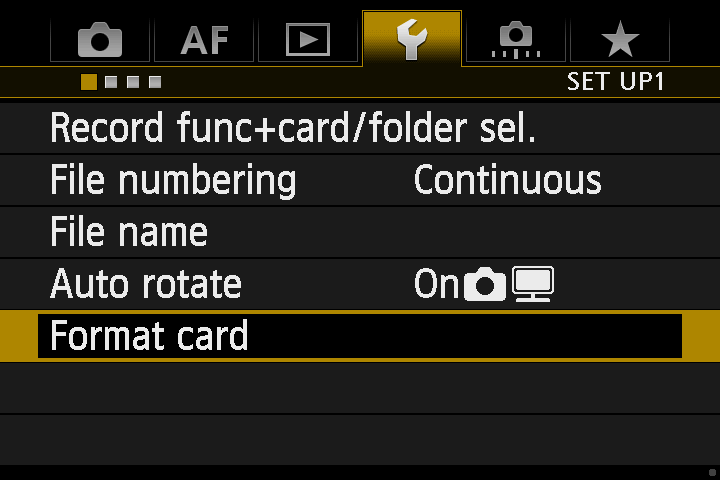 AF
SET UP1
Record func+card/folder sel.
File numbering Continuous
File name
Auto rotate On
Format card